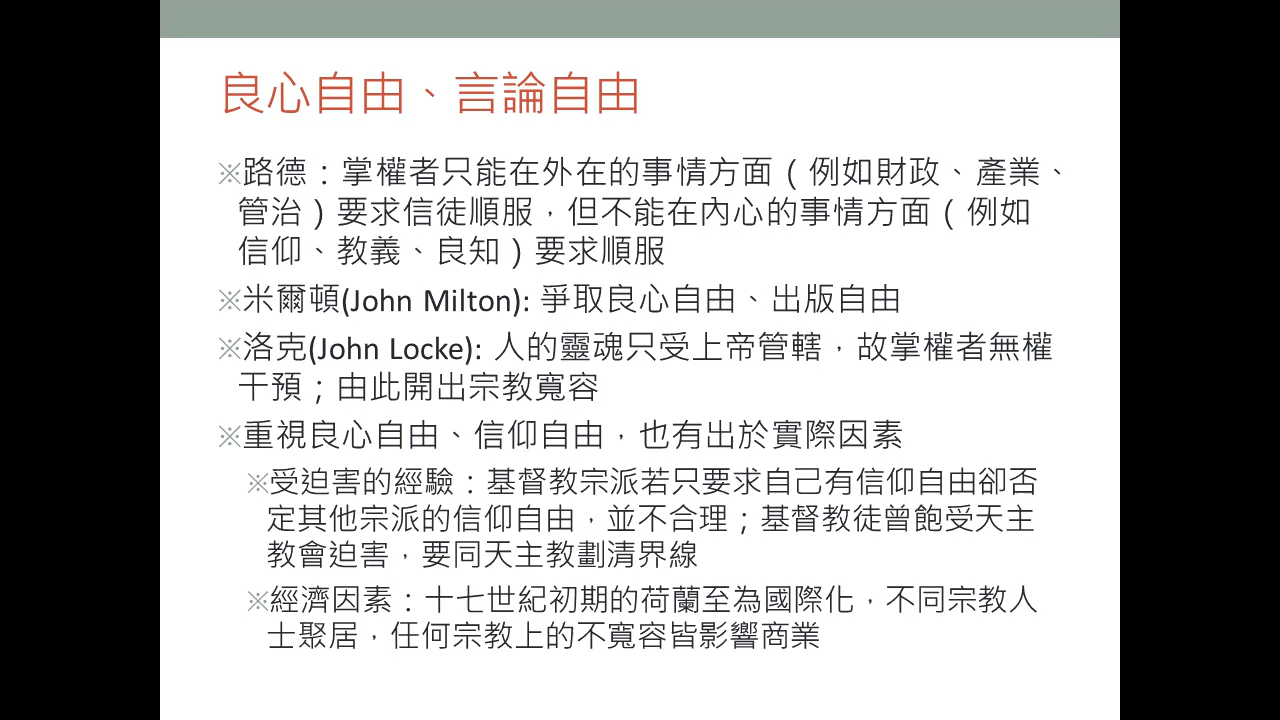 良心自由、言論自由
※路德：掌權者只能在外在的事情方面（例如財政、產業、
管治）要求信徒順服，但不能在內心的事情方面（例如
信仰、教義、良知）要求順服
※米爾頓(John Milton): 爭取良心自由、出版自由
※洛克(John Locke): 人的靈魂只受上帝管轄，故掌權者無權
干預；由此開出宗教寬容
※重視良心自由、信仰自由，也有出於實際因素
※受迫害的經驗：基督教宗派若只要求自己有信仰自由卻否
定其他宗派的信仰自由，並不合理；基督教徒曾飽受天主
教會迫害，要同天主教劃清界線
※經濟因素：十七世紀初期的荷蘭至為國際化，不同宗教人
士聚居，任何宗教上的不寬容皆影響商業